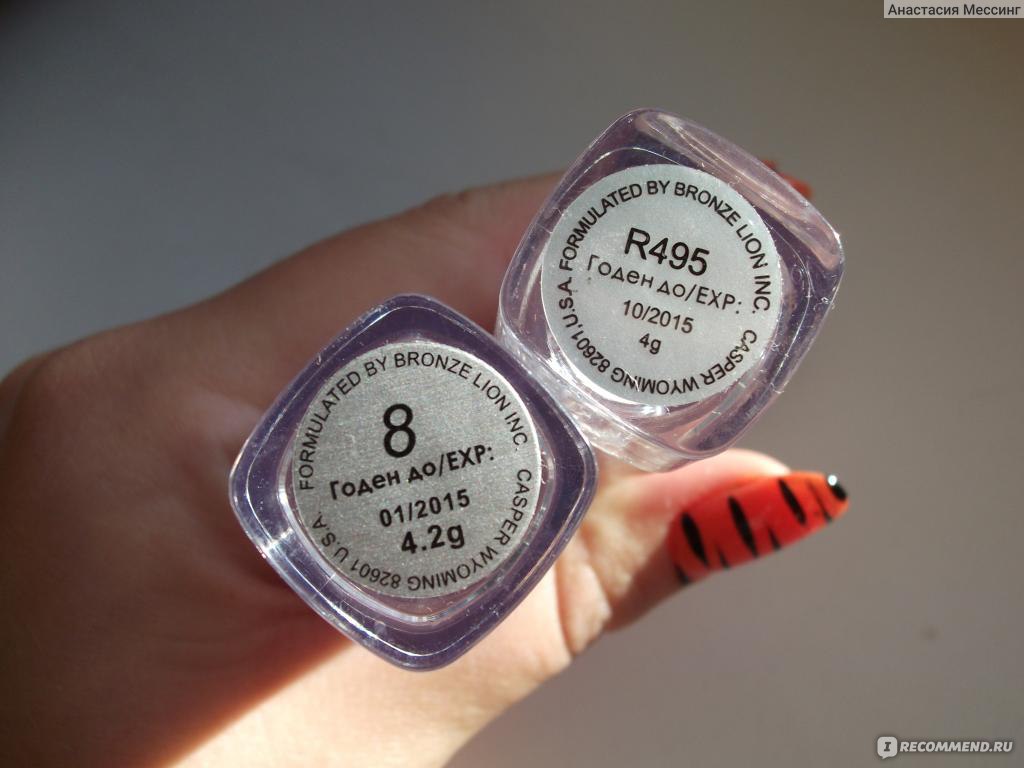 Анастасия Мессинг
FORMULATED BY BRONZE LION INC. CASPER WYOMING 82601,U.S.A.
R495
Годен до/EXP:
10/2015
4g
FORMULATED BY BRONZE LION INC. CASPER WYOMING 82601 U.S.A.
8
Годен до/EXP:
01/2015
4.2g
IRECOMMEND.RU